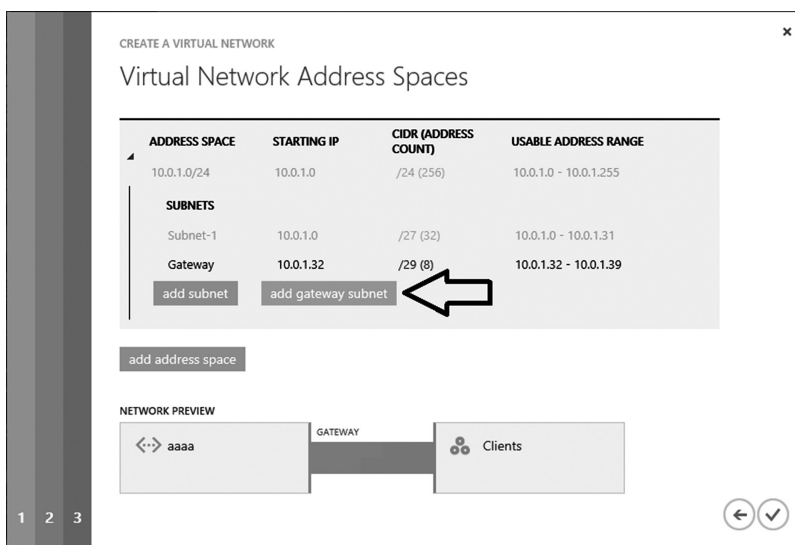 CREATE A VIRTUAL NETWORK
Virtual Network Address Spaces
ADDRESS SPACE STARTING IP CIDR (ADDRESS COUNT) USABLE ADDRESS RANGE
10.0.1.0/24 10.0.1.0 /24 (256) 10.0.1.0 - 10.0.1.255
SUBNETS
Subnet-1 10.0.1.0 /27 (32) 10.0.1.0 - 10.0.1.31
Gateway 10.0.1.32 /29 (8) 10.0.1.32 - 10.0.1.39
add subnet add gateway subnet
add address space
NETWORK PREVIEW
aaaa GATEWAY Clients
1 2 3